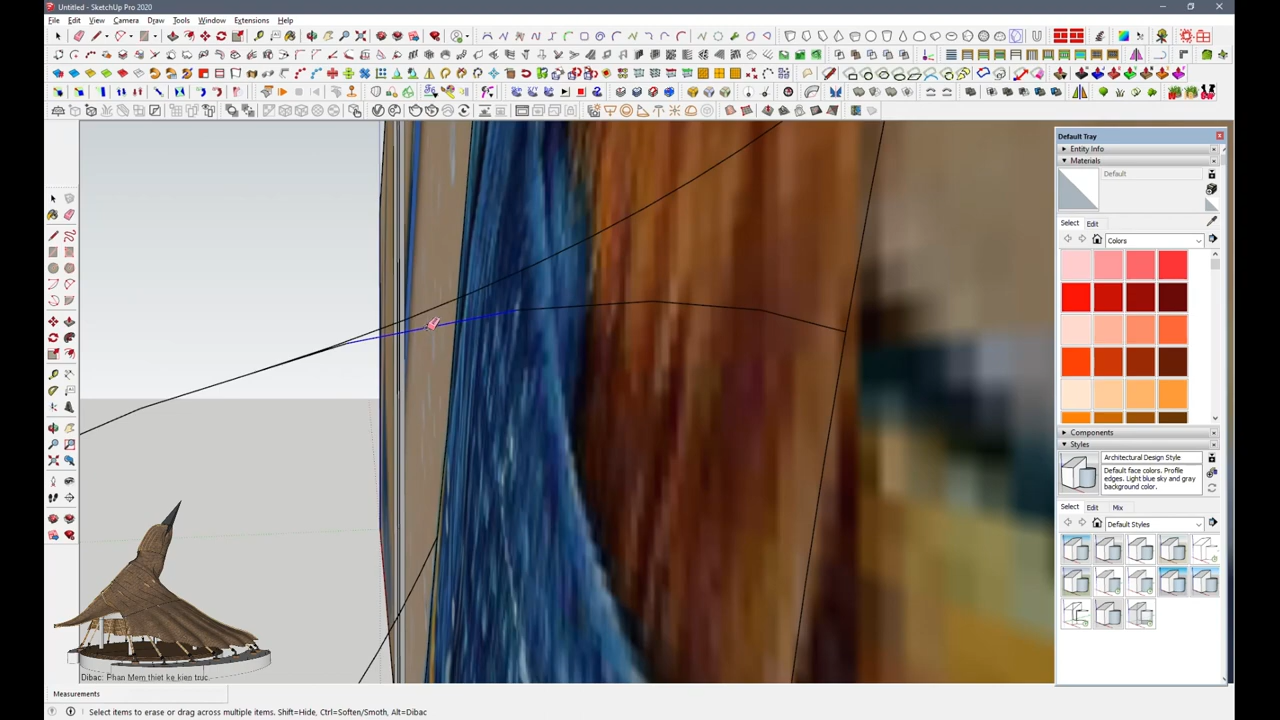 Untitled - SketchUp Pro 2020
File Edit View Camera Draw Tools Window Extensions Help
Default Tray
Entity Info
Materials
Default
Select Edit
Colors
Components
Styles
Architectural Design Style
Default face colors. Profile edges. Light blue sky and gray background color.
Select Edit Mix
Default Styles
Dibac: Phan Mem thiet ke kien truc
Measurements
Select items to erase or drag across multiple items. Shift=Hide, Ctrl=Soften/Smoth, Alt=Dibac